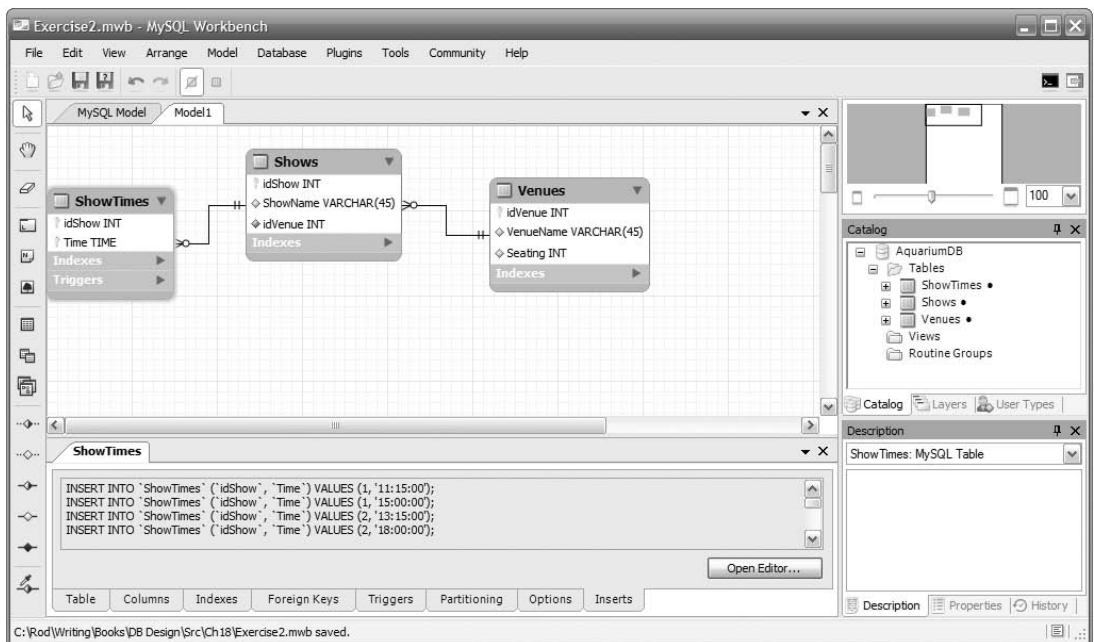 Exercise2.mwb - MySQL Workbench
File Edit View Arrange Model Database Plugins Tools Community Help
MySQL Model Model1
ShowTimes
idShow INT
Time TIME
Indexes
Triggers
Shows
idShow INT
ShowName VARCHAR(45)
idVenue INT
Indexes
Venues
idVenue INT
VenueName VARCHAR(45)
Seating INT
Indexes
100
Catalog
AquariumDB
Tables
ShowTimes •
Shows •
Venues •
Views
Routine Groups
Catalog Layers User Types
Description
ShowTimes: MySQL Table
Description Properties History
ShowTimes
INSERT INTO `ShowTimes` (`idShow`, `Time`) VALUES (1, '11:15:00');
INSERT INTO `ShowTimes` (`idShow`, `Time`) VALUES (1, '15:00:00');
INSERT INTO `ShowTimes` (`idShow`, `Time`) VALUES (2, '13:15:00');
INSERT INTO `ShowTimes` (`idShow`, `Time`) VALUES (2, '18:00:00');
Open Editor...
Table Columns Indexes Foreign Keys Triggers Partitioning Options Inserts
C:\Rod\Writing\Books\DB Design\Src\Ch18\Exercise2.mwb saved.